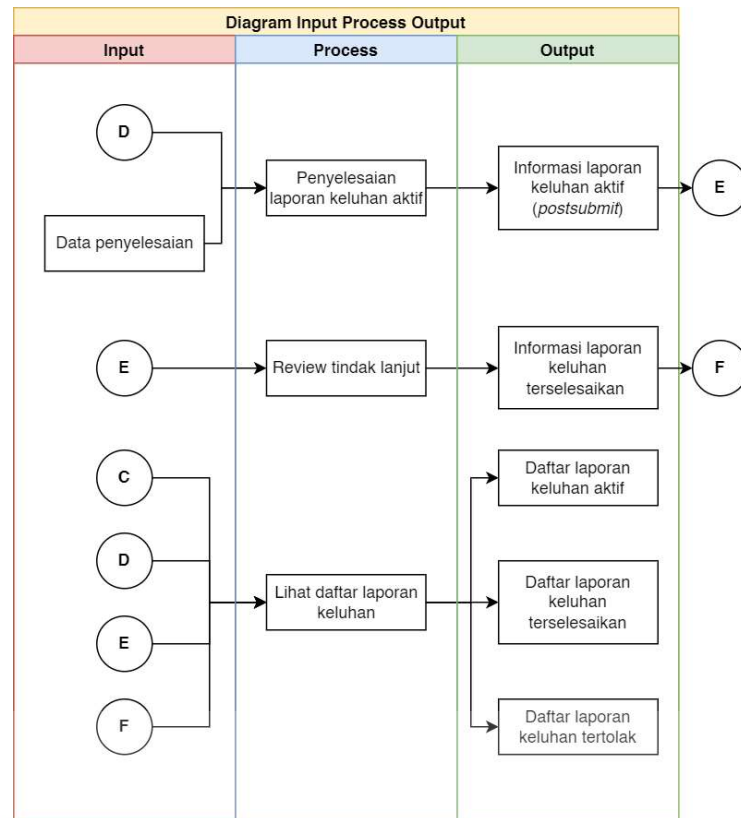 Diagram Input Process Output
Input
Process
Output
D
Data penyelesaian
Penyelesaian
laporan keluhan aktif
Informasi laporan
keluhan aktif
(postsubmit)
E
E
Review tindak lanjut
Informasi laporan
keluhan
terselesaikan
F
C
D
E
F
Lihat daftar laporan
keluhan
Daftar laporan
keluhan aktif
Daftar laporan
keluhan
terselesaikan
Daftar laporan
keluhan tertolak